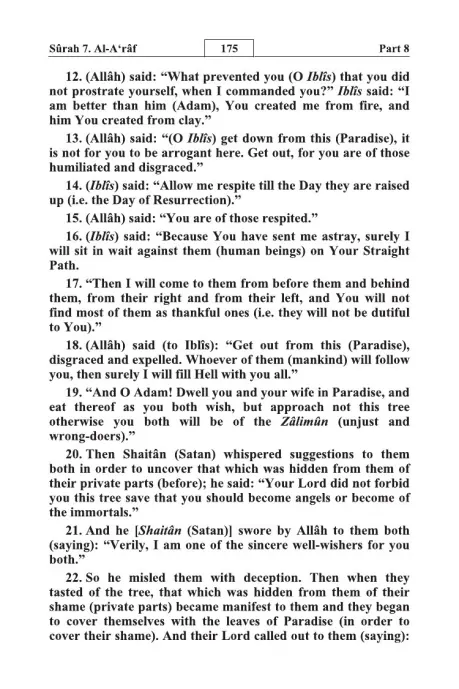 Sûrah 7. Al-A‘râf 175 Part 8
12. (Allâh) said: “What prevented you (O Iblîs) that you did
not prostrate yourself, when I commanded you?” Iblîs said: “I
am better than him (Adam), You created me from fire, and
him You created from clay.”
13. (Allâh) said: “(O Iblîs) get down from this (Paradise), it
is not for you to be arrogant here. Get out, for you are of those
humiliated and disgraced.”
14. (Iblîs) said: “Allow me respite till the Day they are raised
up (i.e. the Day of Resurrection).”
15. (Allâh) said: “You are of those respited.”
16. (Iblîs) said: “Because You have sent me astray, surely I
will sit in wait against them (human beings) on Your Straight
Path.
17. “Then I will come to them from before them and behind
them, from their right and from their left, and You will not
find most of them as thankful ones (i.e. they will not be dutiful
to You).”
18. (Allâh) said (to Iblîs): “Get out from this (Paradise),
disgraced and expelled. Whoever of them (mankind) will follow
you, then surely I will fill Hell with you all.”
19. “And O Adam! Dwell you and your wife in Paradise, and
eat thereof as you both wish, but approach not this tree
otherwise you both will be of the Zâlimûn (unjust and
wrong-doers).”
20. Then Shaitân (Satan) whispered suggestions to them
both in order to uncover that which was hidden from them of
their private parts (before); he said: “Your Lord did not forbid
you this tree save that you should become angels or become of
the immortals.”
21. And he [Shaitân (Satan)] swore by Allâh to them both
(saying): “Verily, I am one of the sincere well-wishers for you
both.”
22. So he misled them with deception. Then when they
tasted of the tree, that which was hidden from them of their
shame (private parts) became manifest to them and they began
to cover themselves with the leaves of Paradise (in order to
cover their shame). And their Lord called out to them (saying):